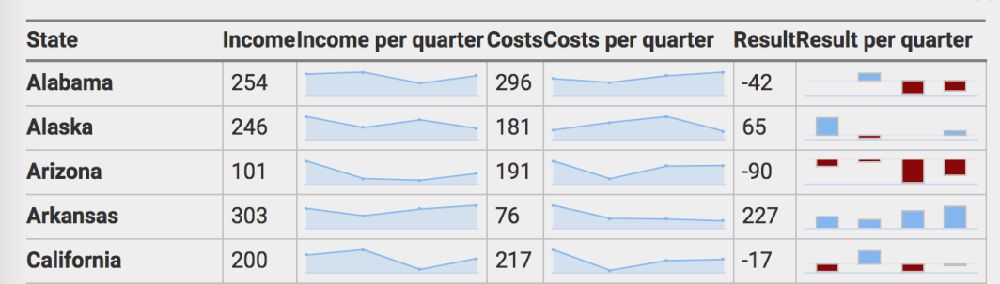 State Income Income per quarter Costs Costs per quarter Result Result per quarter
Alabama 254 296 -42
Alaska 246 181 65
Arizona 101 191 -90
Arkansas 303 76 227
California 200 217 -17